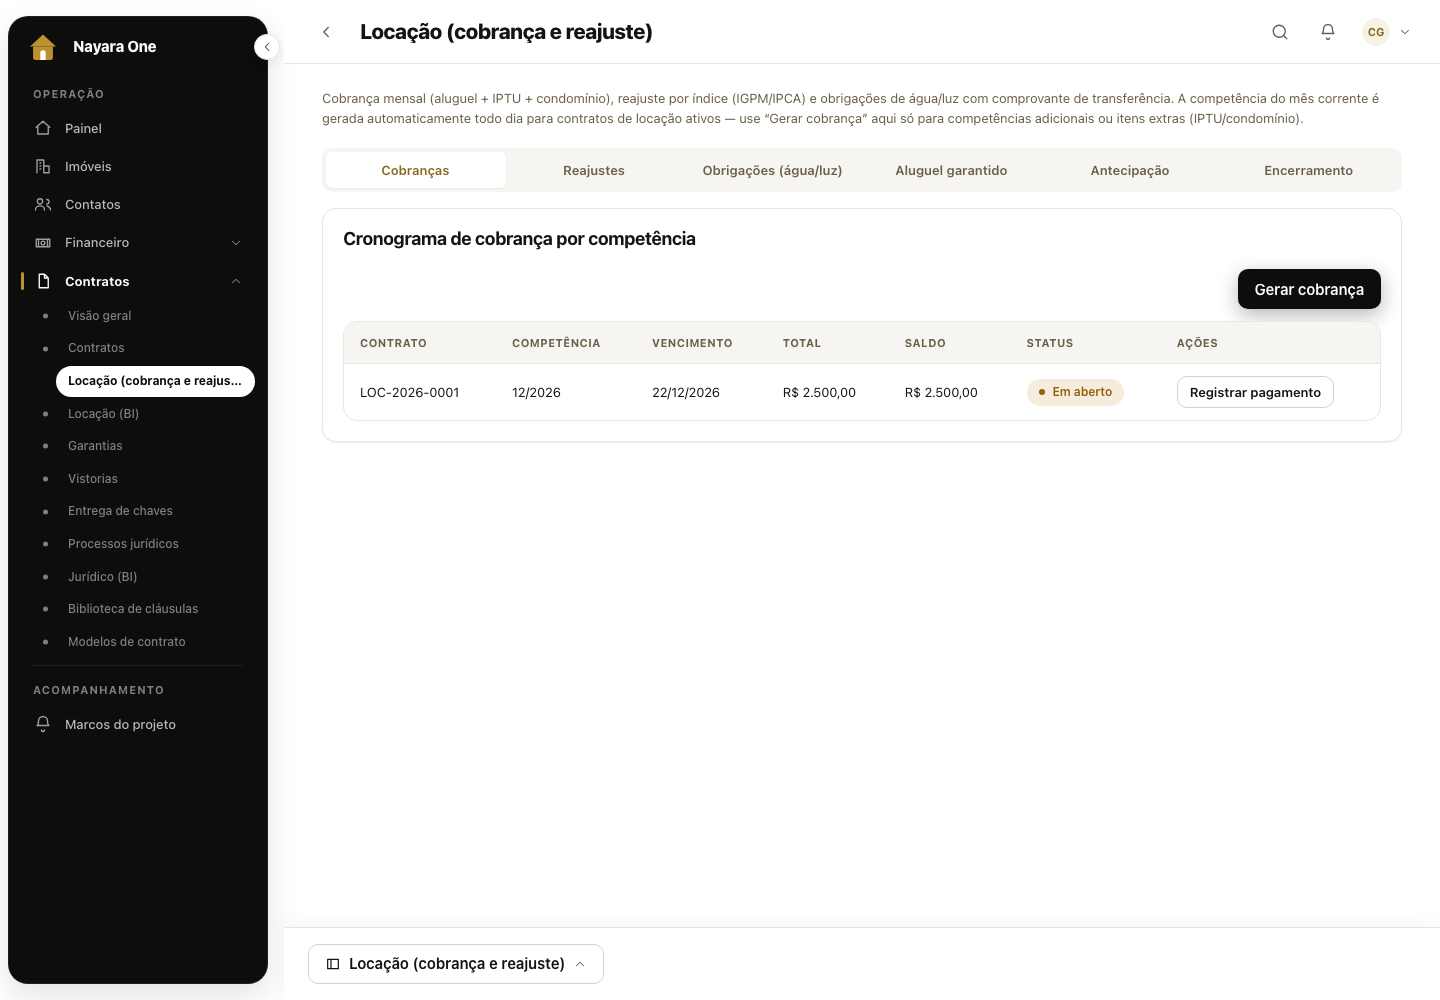 Nayara One
OPERAÇÃO
Painel
Imóveis
Contatos
Financeiro
Contratos
Visão geral
Contratos
Locação (cobrança e reajus...
Locação (BI)
Garantias
Vistorias
Entrega de chaves
Processos jurídicos
Jurídico (BI)
Biblioteca de cláusulas
Modelos de contrato
ACOMPANHAMENTO
Marcos do projeto
Locação (cobrança e reajuste)
CG
Cobrança mensal (aluguel + IPTU + condomínio), reajuste por índice (IGPM/IPCA) e obrigações de água/luz com comprovante de transferência. A competência do mês corrente é
gerada automaticamente todo dia para contratos de locação ativos — use “Gerar cobrança” aqui só para competências adicionais ou itens extras (IPTU/condomínio).
Cobranças Reajustes Obrigações (água/luz) Aluguel garantido Antecipação Encerramento
Cronograma de cobrança por competência
Gerar cobrança
CONTRATO COMPETÊNCIA VENCIMENTO TOTAL SALDO STATUS AÇÕES
LOC-2026-0001 12/2026 22/12/2026 R$ 2.500,00 R$ 2.500,00 Em aberto Registrar pagamento
Locação (cobrança e reajuste)